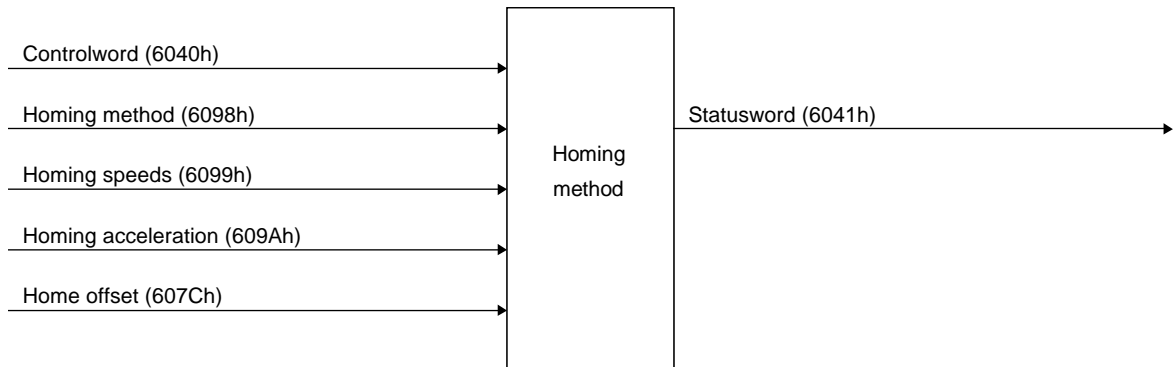 Controlword (6040h)
Homing method (6098h)
Homing speeds (6099h)
Homing acceleration (609Ah)
Home offset (607Ch)
Homing
method
Statusword (6041h)